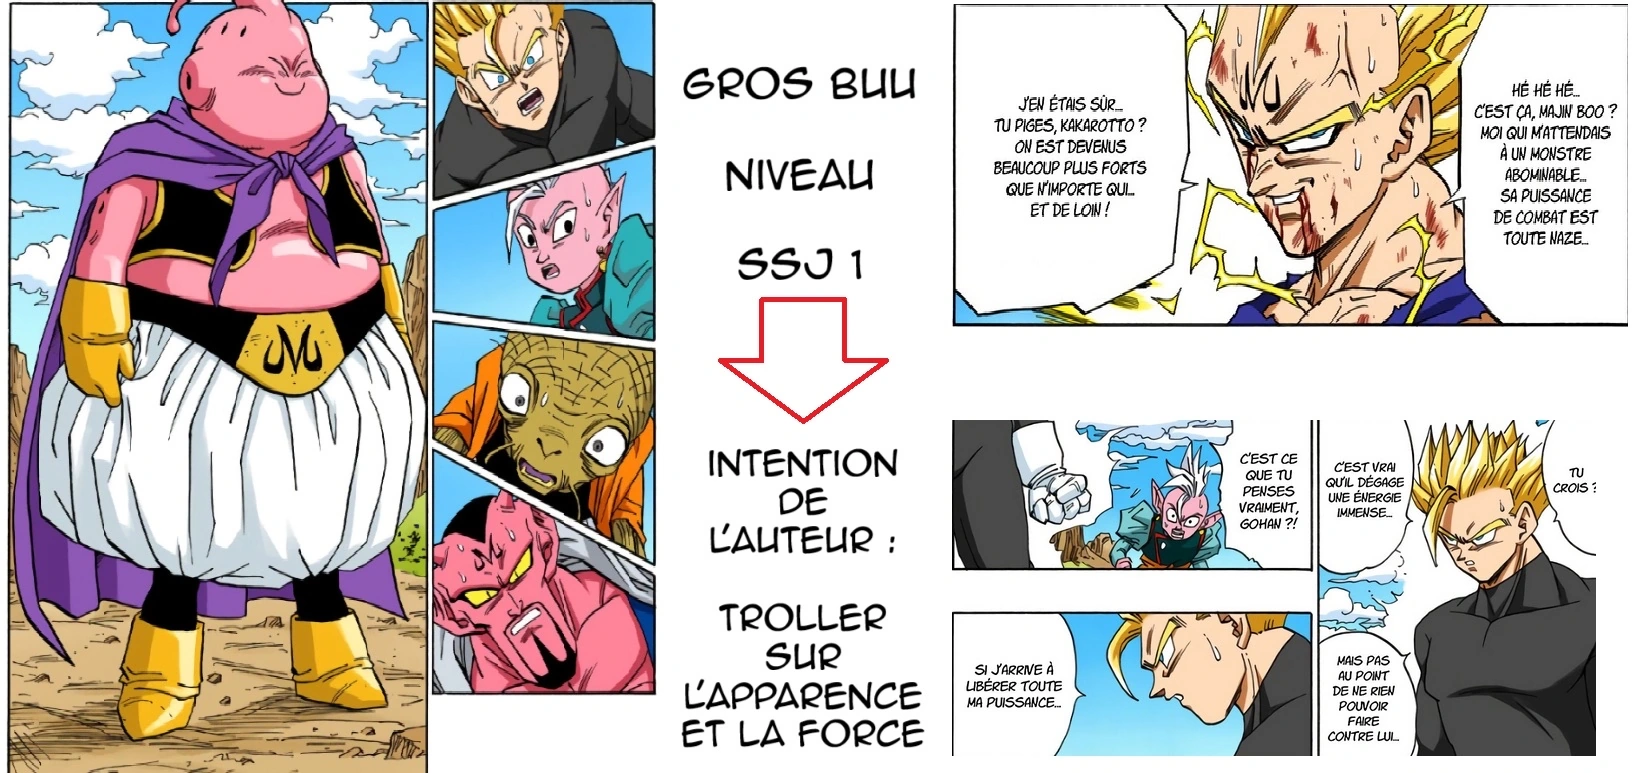 GROS BUU
NIVEAU
SSJ 1
INTENTION
DE
L'AUTEUR :
TROLLER
SUR
L'APPARENCE
ET LA FORCE
J'EN ÉTAIS SÛR...
TU PIGES, KAKAROTTO ?
ON EST DEVENUS
BEAUCOUP PLUS FORTS
QUE N'IMPORTE QUI...
ET DE LOIN !
HÉ HÉ HÉ...
C'EST ÇA, MAJIN BOO ?
MOI QUI M'ATTENDAIS
À UN MONSTRE
ABOMINABLE...
SA PUISSANCE
DE COMBAT EST
TOUTE NAZE...
C'EST CE
QUE TU
PENSES
VRAIMENT,
GOHAN ?!
TU
CROIS ?
C'EST VRAI
QU'IL DÉGAGE
UNE ÉNERGIE
IMMENSE...
MAIS PAS
AU POINT
DE NE RIEN
POUVOIR
FAIRE
CONTRE LUI...
SI J'ARRIVE À
LIBÉRER TOUTE
MA PUISSANCE...